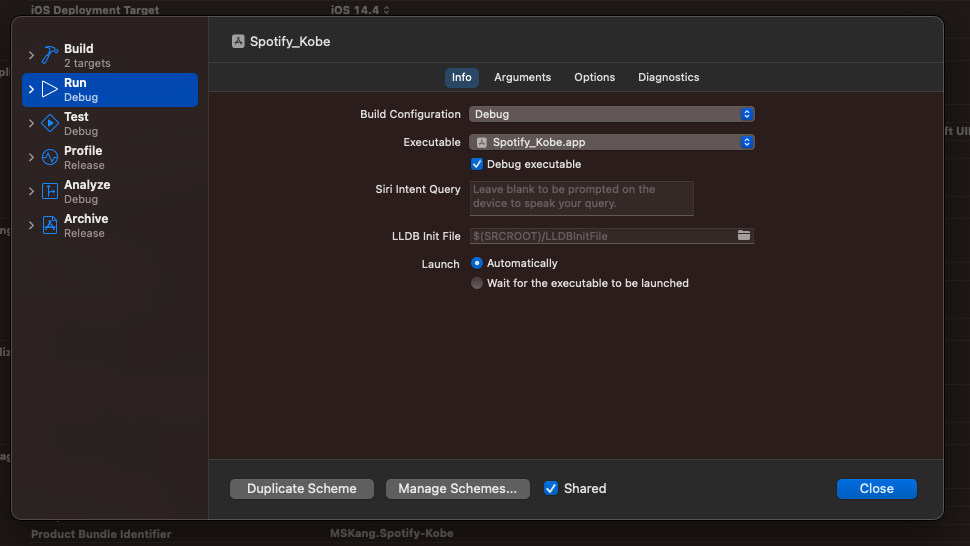 iOS Deployment Target
iOS 14.4
Build
2 targets
Run
Debug
Test
Debug
Profile
Release
Analyze
Debug
Archive
Release
Spotify_Kobe
Info
Arguments
Options
Diagnostics
Build Configuration
Debug
Executable
Spotify_Kobe.app
Debug executable
Siri Intent Query
Leave blank to be prompted on the
device to speak your query.
LLDB Init File
$(SRCROOT)/LLDBInitFile
Launch
Automatically
Wait for the executable to be launched
Duplicate Scheme
Manage Schemes...
Shared
Close
Product Bundle Identifier
MSKang.Spotify-Kobe